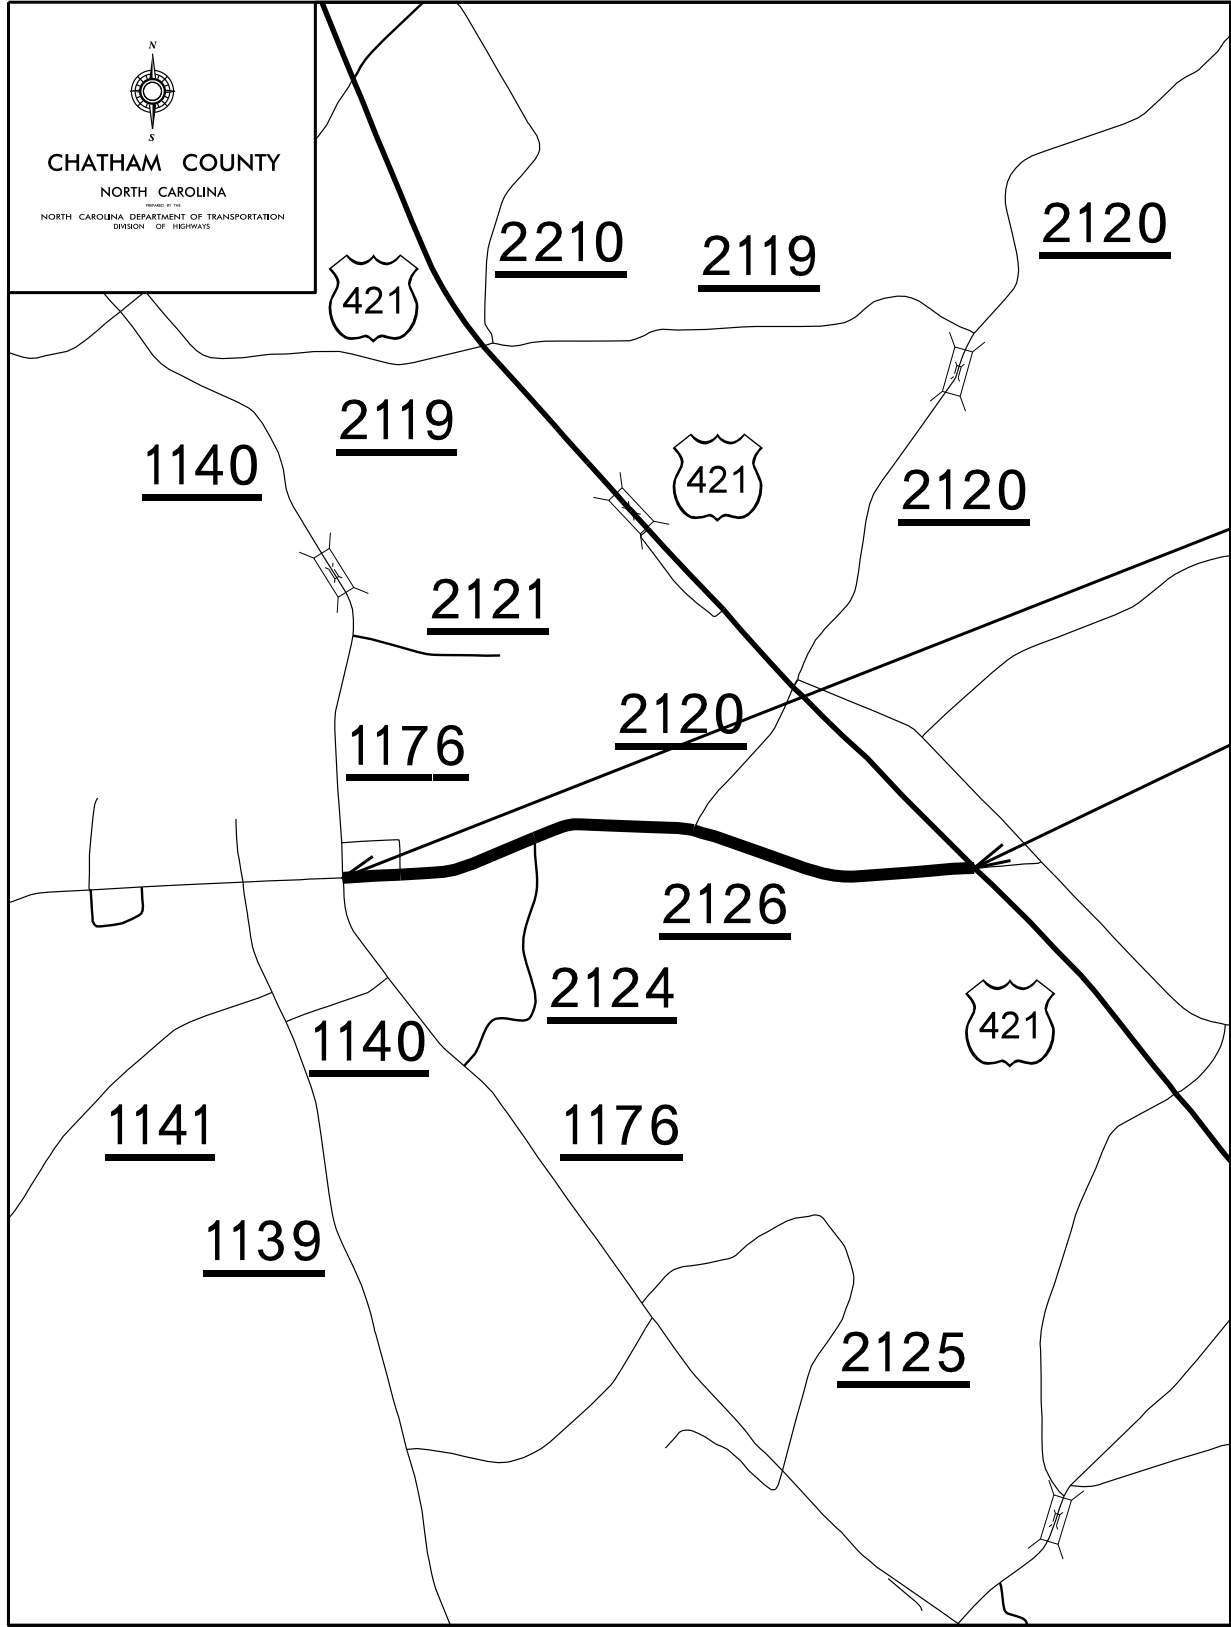 N
S
CHATHAM COUNTY
NORTH CAROLINA
PREPARED BY THE
NORTH CAROLINA DEPARTMENT OF TRANSPORTATION
DIVISION OF HIGHWAYS
2120
2210
2119
421
2119
1140
421
2120
2121
2120
1176
2126
2124
421
1140
1141
1176
1139
2125